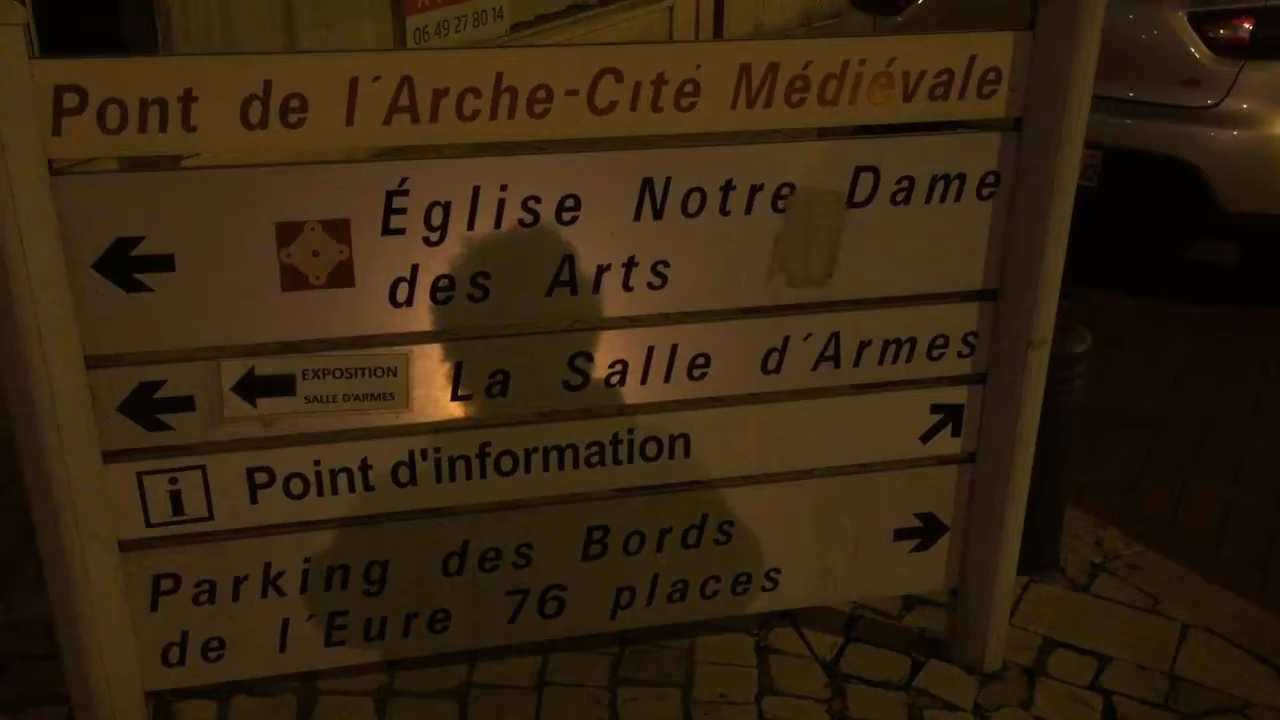 06 49 27 80 14
Pont de l'Arche-Cité Médiévale
Église Notre Dame
des Arts
EXPOSITION
SALLE D'ARMES
La Salle d'Armes
i Point d'information
Parking des Bords
de l'Eure 76 places